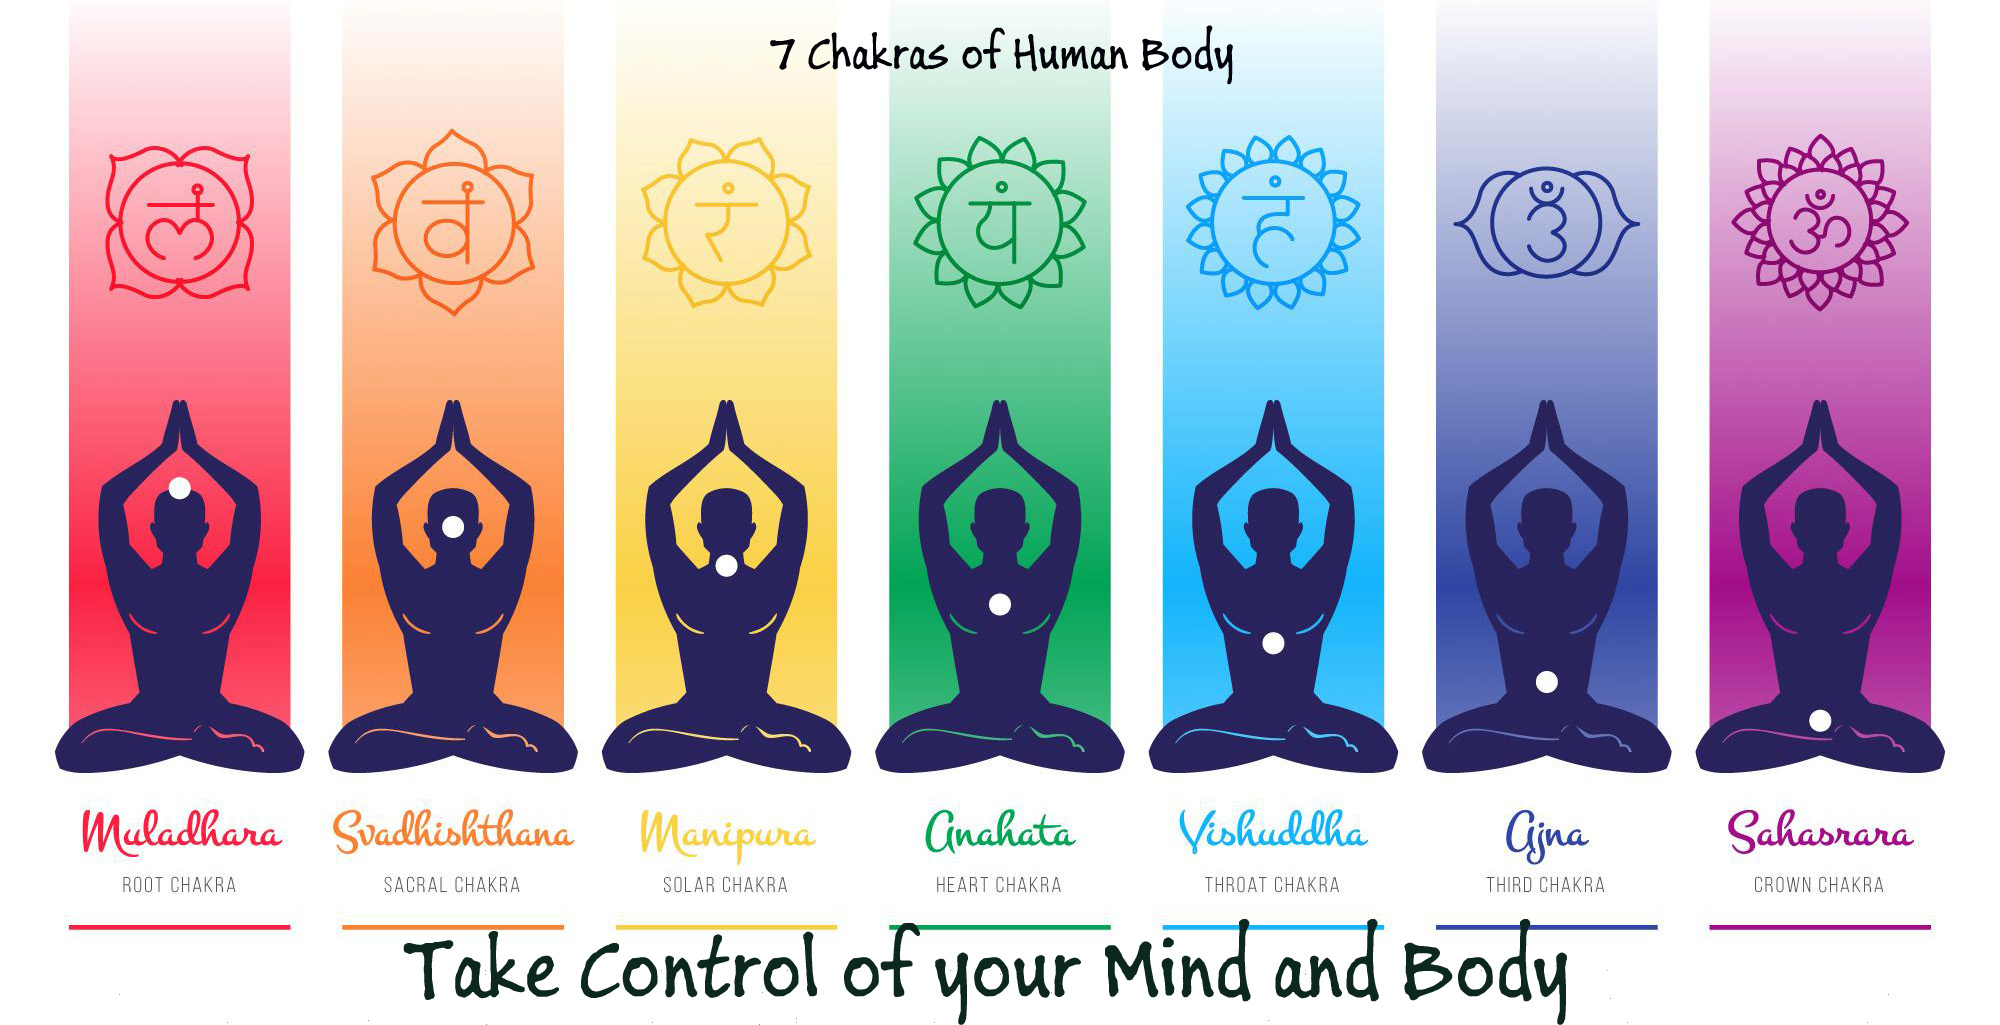 7 Chakras of Human Body
लं
वं
रं
यं
हं
ॐ
Muladhara
ROOT CHAKRA
Svadhishthana
SACRAL CHAKRA
Manipura
SOLAR CHAKRA
Anahata
HEART CHAKRA
Vishuddha
THROAT CHAKRA
Ajna
THIRD CHAKRA
Sahasrara
CROWN CHAKRA
Take Control of your Mind and Body